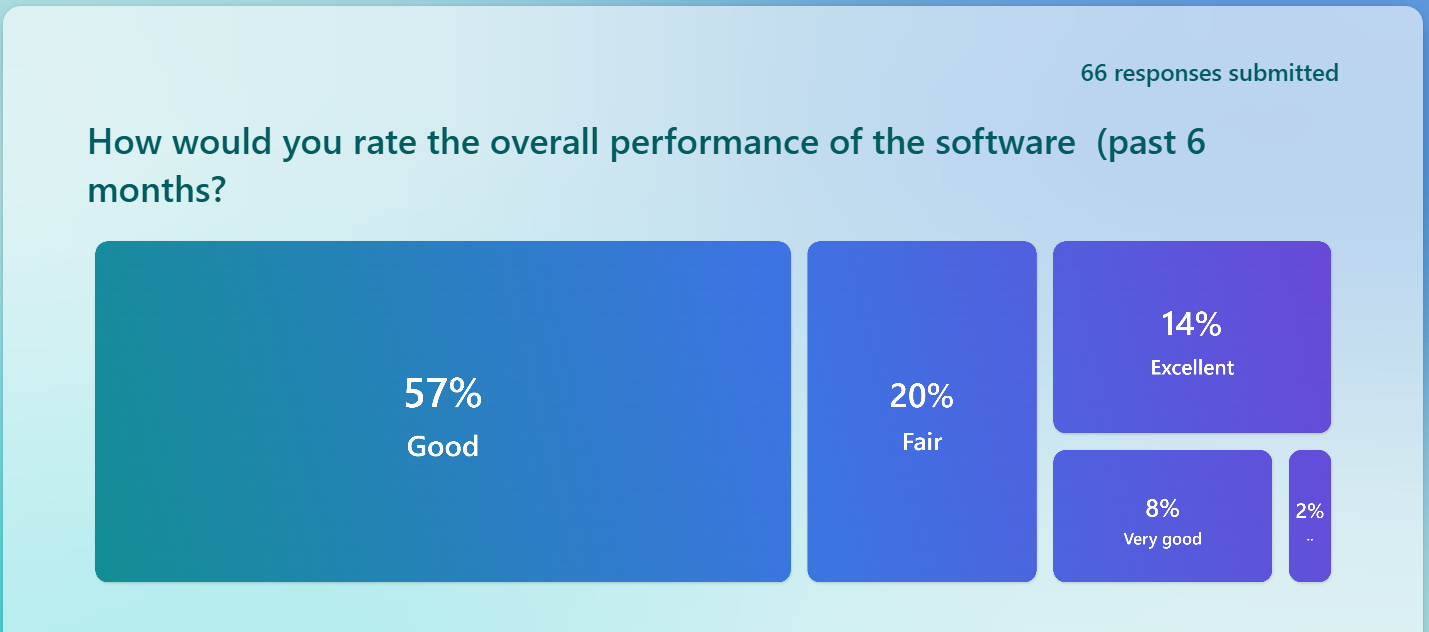 66 responses submitted
How would you rate the overall performance of the software  (past 6
months?
57%
Good
20%
Fair
14%
Excellent
8%
Very good
2%
..